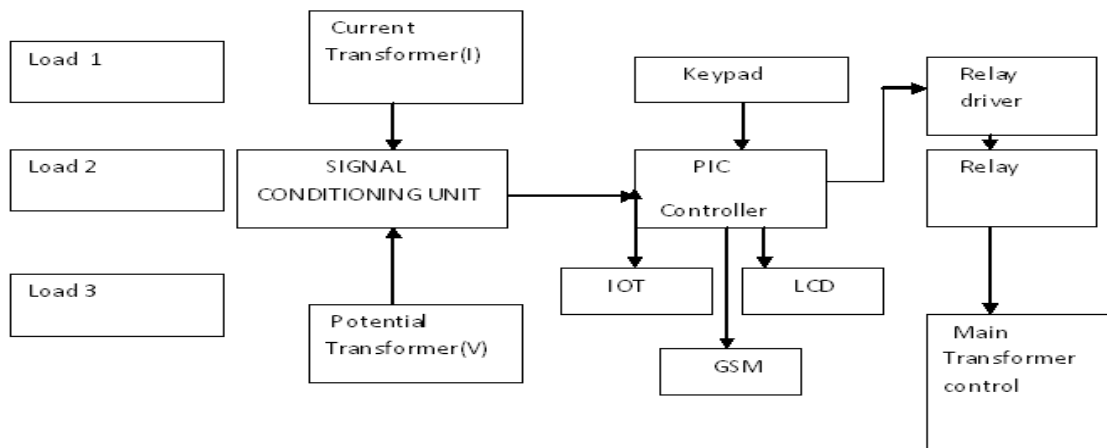 Load 1
Load 2
Load 3
Current
Transformer(I)
SIGNAL
CONDITIONING UNIT
Potential
Transformer(V)
Keypad
PIC
Controller
IOT
LCD
GSM
Relay
driver
Relay
Main
Transformer
control